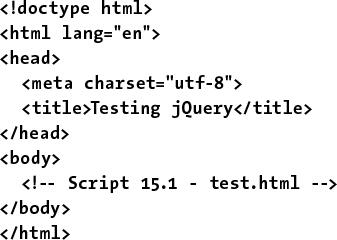 <!doctype html>
<html lang="en">
<head>
  <meta charset="utf-8">
  <title>Testing jQuery</title>
</head>
<body>
  <!-- Script 15.1 - test.html -->
</body>
</html>